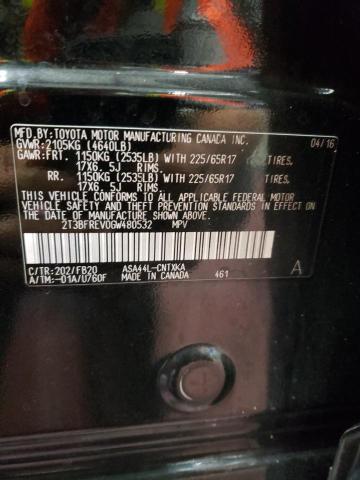 MFD. BY:TOYOTA MOTOR MANUFACTURING CANADA INC.
GVWR:2105KG (4640LB) 04/16
GAWR:FRT. 1150KG (2535LB) WITH 225/65R17 TIRES,
17X6. 5J RIMS.
RR. 1150KG (2535LB) WITH 225/65R17 TIRES,
17X6. 5J RIMS.
THIS VEHICLE CONFORMS TO ALL APPLICABLE FEDERAL MOTOR
VEHICLE SAFETY, BUMPER, AND THEFT PREVENTION STANDARDS IN EFFECT
ON THE DATE OF MANUFACTURE SHOWN ABOVE.
2T3BFREV0GW480532 MPV
C/TR:202/FB20 ASA44L-CNTXKA A
A/TM:-01A/U760F MADE IN CANADA 461